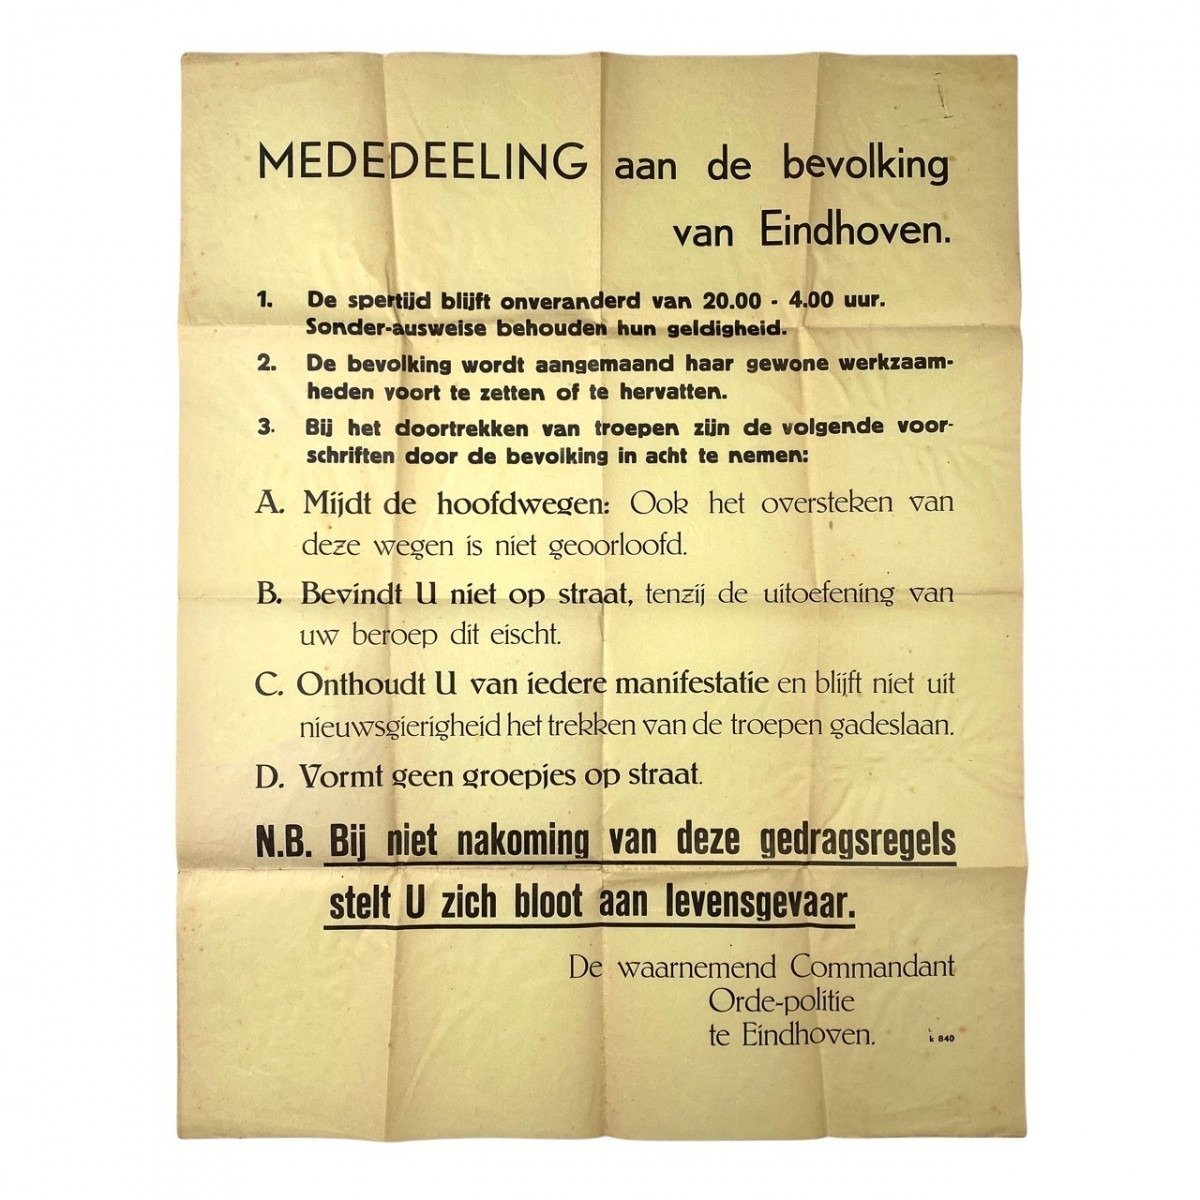 MEDEDEELING aan de bevolking
van Eindhoven.
1. De spertijd blijft onveranderd van 20.00 - 4.00 uur.
Sonder-ausweise behouden hun geldigheid.
2. De bevolking wordt aangemaand haar gewone werkzaam-
heden voort te zetten of te hervatten.
3. Bij het doortrekken van troepen zijn de volgende voor-
schriften door de bevolking in acht te nemen:
A. Mijdt de hoofdwegen: Ook het oversteken van
deze wegen is niet geoorloofd.
B. Bevindt U niet op straat, tenzij de uitoefening van
uw beroep dit eischt.
C. Onthoudt U van iedere manifestatie en blijft niet uit
nieuwsgierigheid het trekken van de troepen gadeslaan.
D. Vormt geen groepjes op straat.
N.B. Bij niet nakoming van deze gedragsregels
stelt U zich bloot aan levensgevaar.
De waarnemend Commandant
Orde-politie
te Eindhoven.
k 840